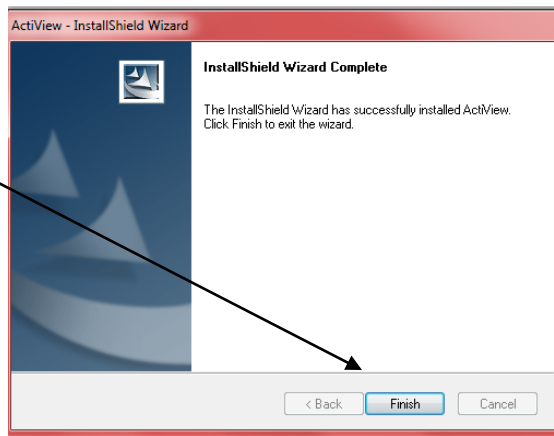 ActiView - InstallShield Wizard
InstallShield Wizard Complete
The InstallShield Wizard has successfully installed ActiView.
Click Finish to exit the wizard.
< Back
Finish
Cancel